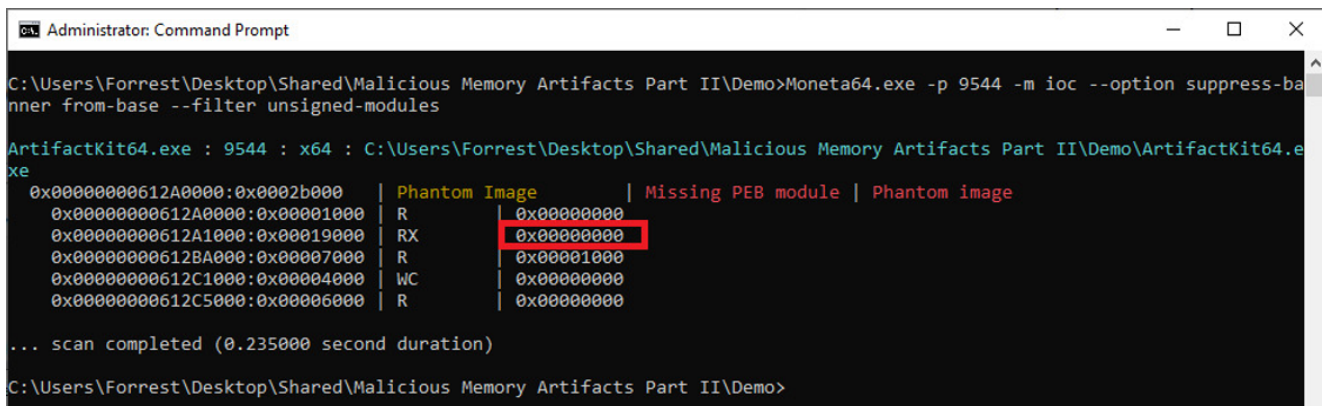 Administrator: Command Prompt
C:\Users\Forrest\Desktop\Shared\Malicious Memory Artifacts Part II\Demo>Moneta64.exe -p 9544 -m ioc --option suppress-ba
nner from-base --filter unsigned-modules
ArtifactKit64.exe : 9544 : x64 : C:\Users\Forrest\Desktop\Shared\Malicious Memory Artifacts Part II\Demo\ArtifactKit64.e
xe
0x00000000612A0000:0x0002b000 | Phantom Image | Missing PEB module | Phantom image
0x00000000612A0000:0x00001000 | R | 0x00000000
0x00000000612A1000:0x00019000 | RX | 0x00000000
0x00000000612BA000:0x00007000 | R | 0x00001000
0x00000000612C1000:0x00004000 | WC | 0x00000000
0x00000000612C5000:0x00006000 | R | 0x00000000
... scan completed (0.235000 second duration)
C:\Users\Forrest\Desktop\Shared\Malicious Memory Artifacts Part II\Demo>